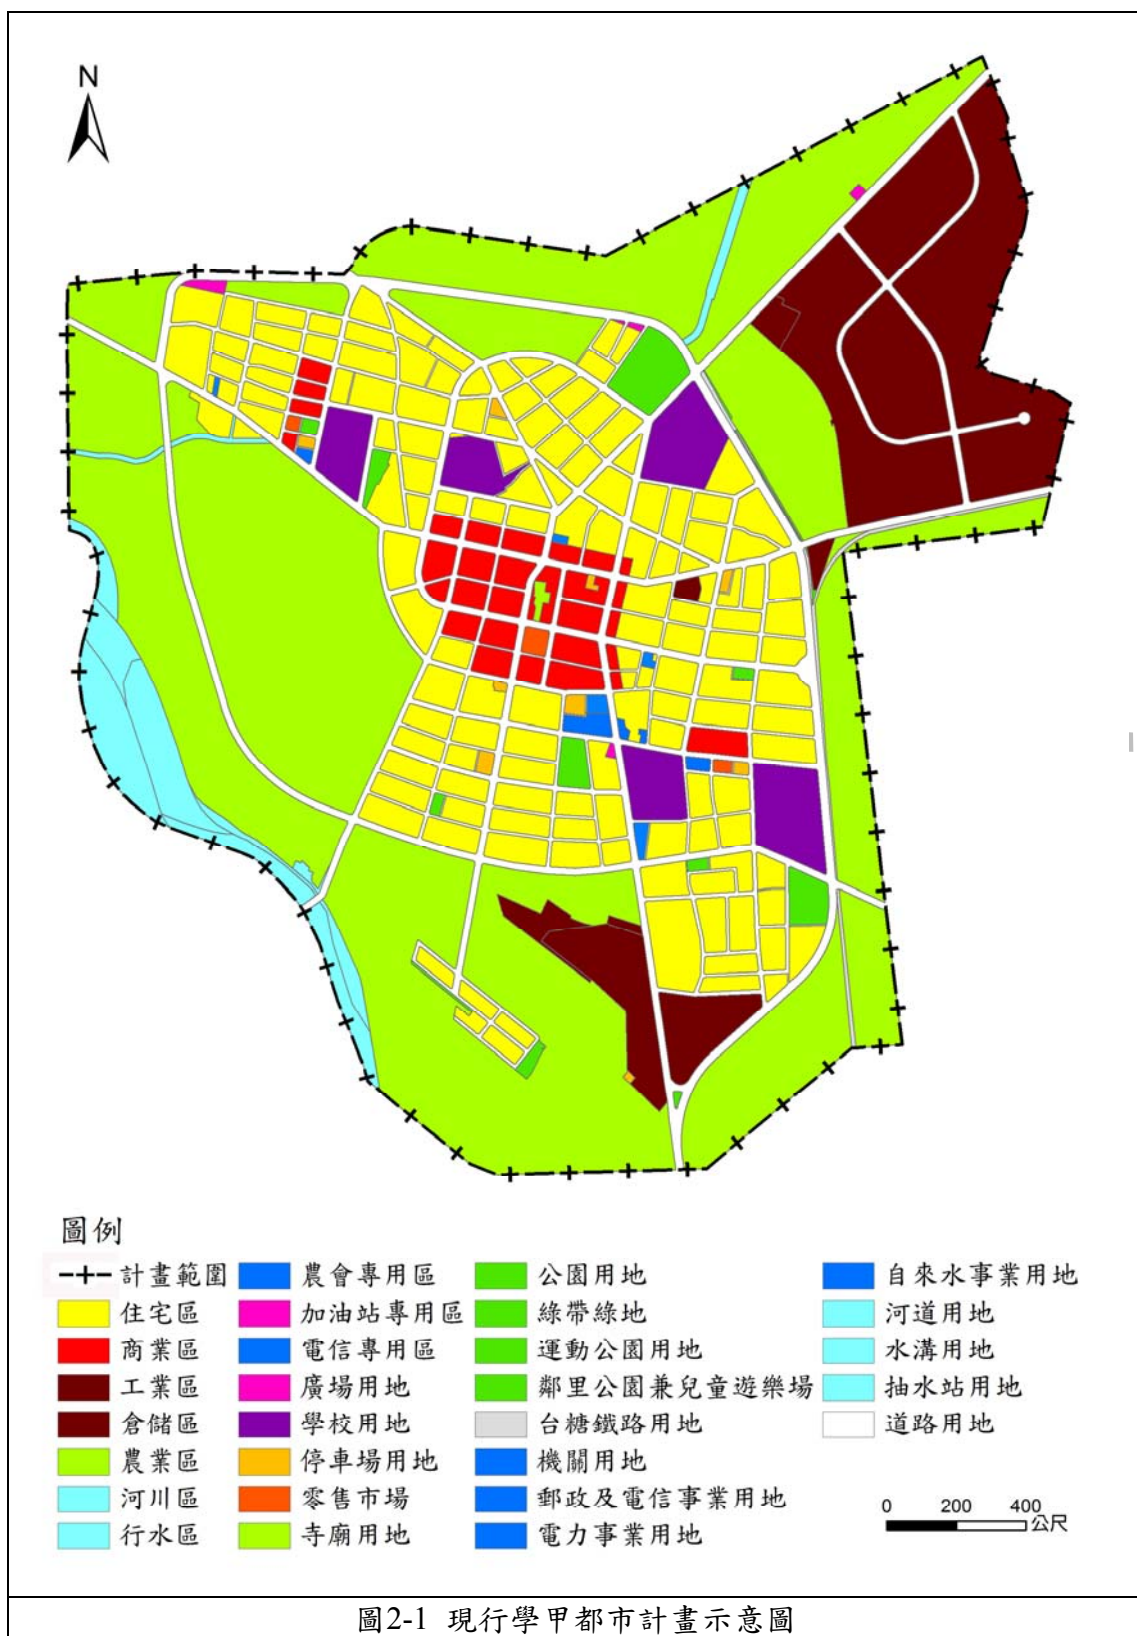 N
圖例
計畫範圍 農會專用區 公園用地 自來水事業用地
住宅區 加油站專用區 綠帶綠地 河道用地
商業區 電信專用區 運動公園用地 水溝用地
工業區 廣場用地 鄰里公園兼兒童遊樂場 抽水站用地
倉儲區 學校用地 台糖鐵路用地 道路用地
農業區 停車場用地 機關用地
河川區 零售市場 郵政及電信事業用地
行水區 寺廟用地 電力事業用地
0 200 400
公尺
圖2-1 現行學甲都市計畫示意圖